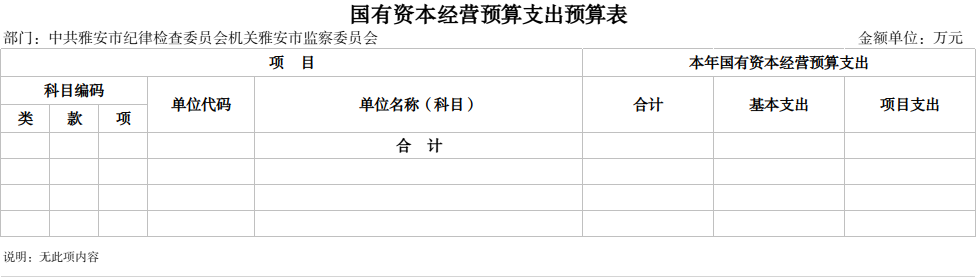 国有资本经营预算支出预算表
部门：中共雅安市纪律检查委员会机关雅安市监察委员会 金额单位：万元
项 目 本年国有资本经营预算支出
科目编码 单位代码 单位名称（科目） 合计 基本支出 项目支出
类 款 项
合 计
说明：无此项内容